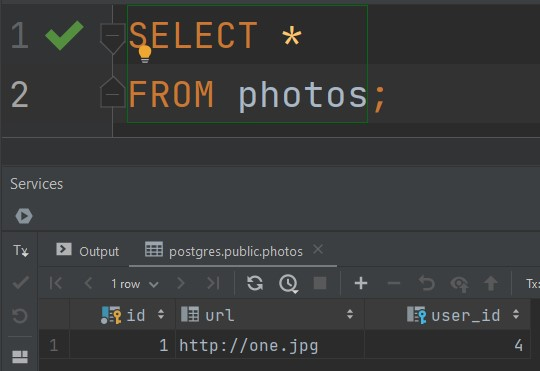 1 SELECT *
2 FROM photos;
Services
Output postgres.public.photos
1 row Tx:
id url user_id
1 1 http://one.jpg 4